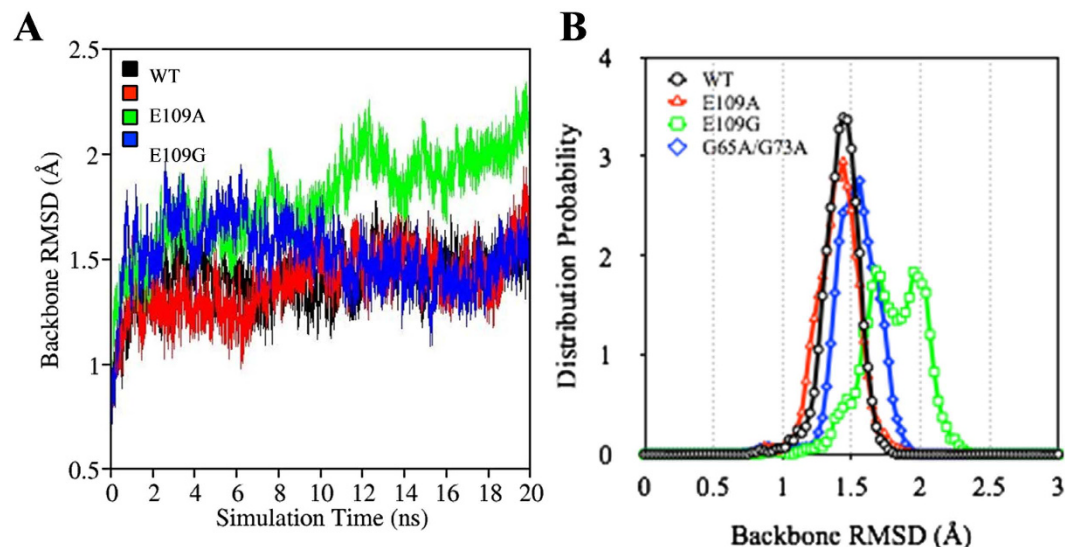 A
Backbone RMSD (Å)
2.5
2
1.5
1
0.5
WT
E109A
E109G
0 2 4 6 8 10 12 14 16 18 20
Simulation Time (ns)
B
Distribution Probability
4
3
2
1
0
WT
E109A
E109G
G65A/G73A
0 0.5 1 1.5 2 2.5 3
Backbone RMSD (Å)